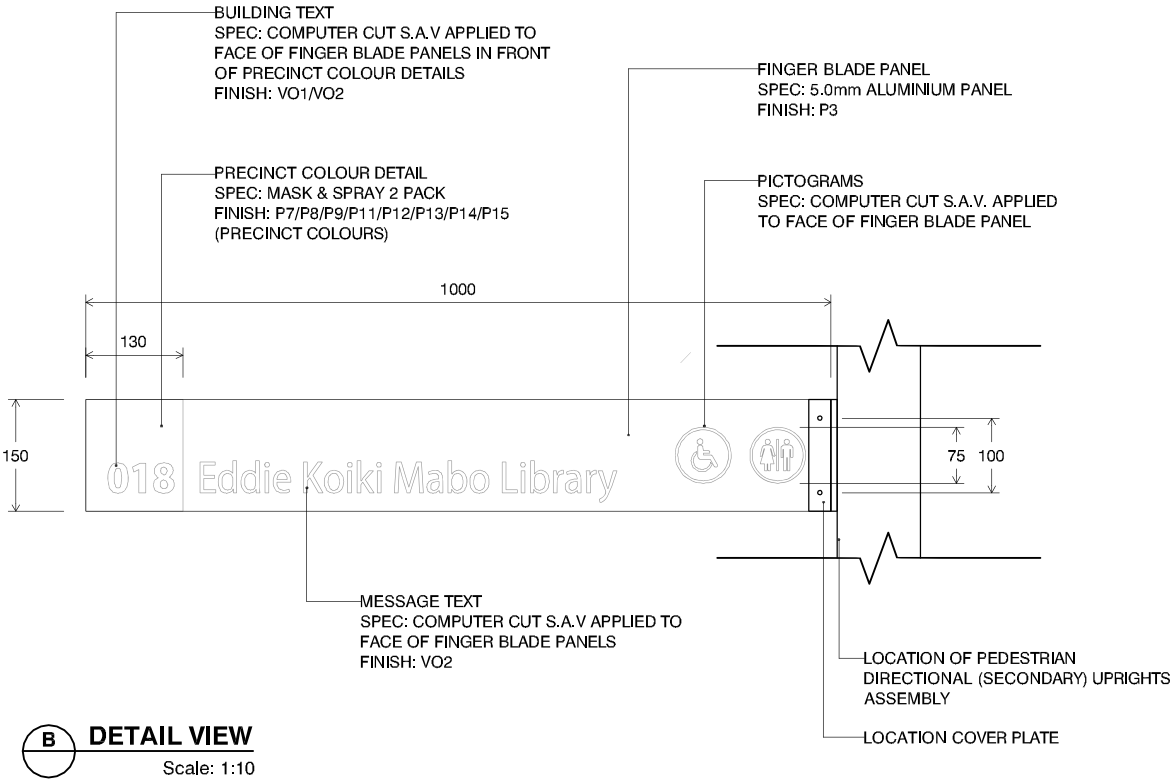 BUILDING TEXT
SPEC: COMPUTER CUT S.A.V APPLIED TO
FACE OF FINGER BLADE PANELS IN FRONT
OF PRECINCT COLOUR DETAILS
FINISH: VO1/VO2
FINGER BLADE PANEL
SPEC: 5.0mm ALUMINIUM PANEL
FINISH: P3
PRECINCT COLOUR DETAIL
SPEC: MASK & SPRAY 2 PACK
FINISH: P7/P8/P9/P11/P12/P13/P14/P15
(PRECINCT COLOURS)
PICTOGRAMS
SPEC: COMPUTER CUT S.A.V. APPLIED
TO FACE OF FINGER BLADE PANEL
1000
130
150
018 Eddie Koiki Mabo Library
75
100
MESSAGE TEXT
SPEC: COMPUTER CUT S.A.V APPLIED TO
FACE OF FINGER BLADE PANELS
FINISH: VO2
LOCATION OF PEDESTRIAN
DIRECTIONAL (SECONDARY) UPRIGHTS
ASSEMBLY
LOCATION COVER PLATE
B DETAIL VIEW
Scale: 1:10